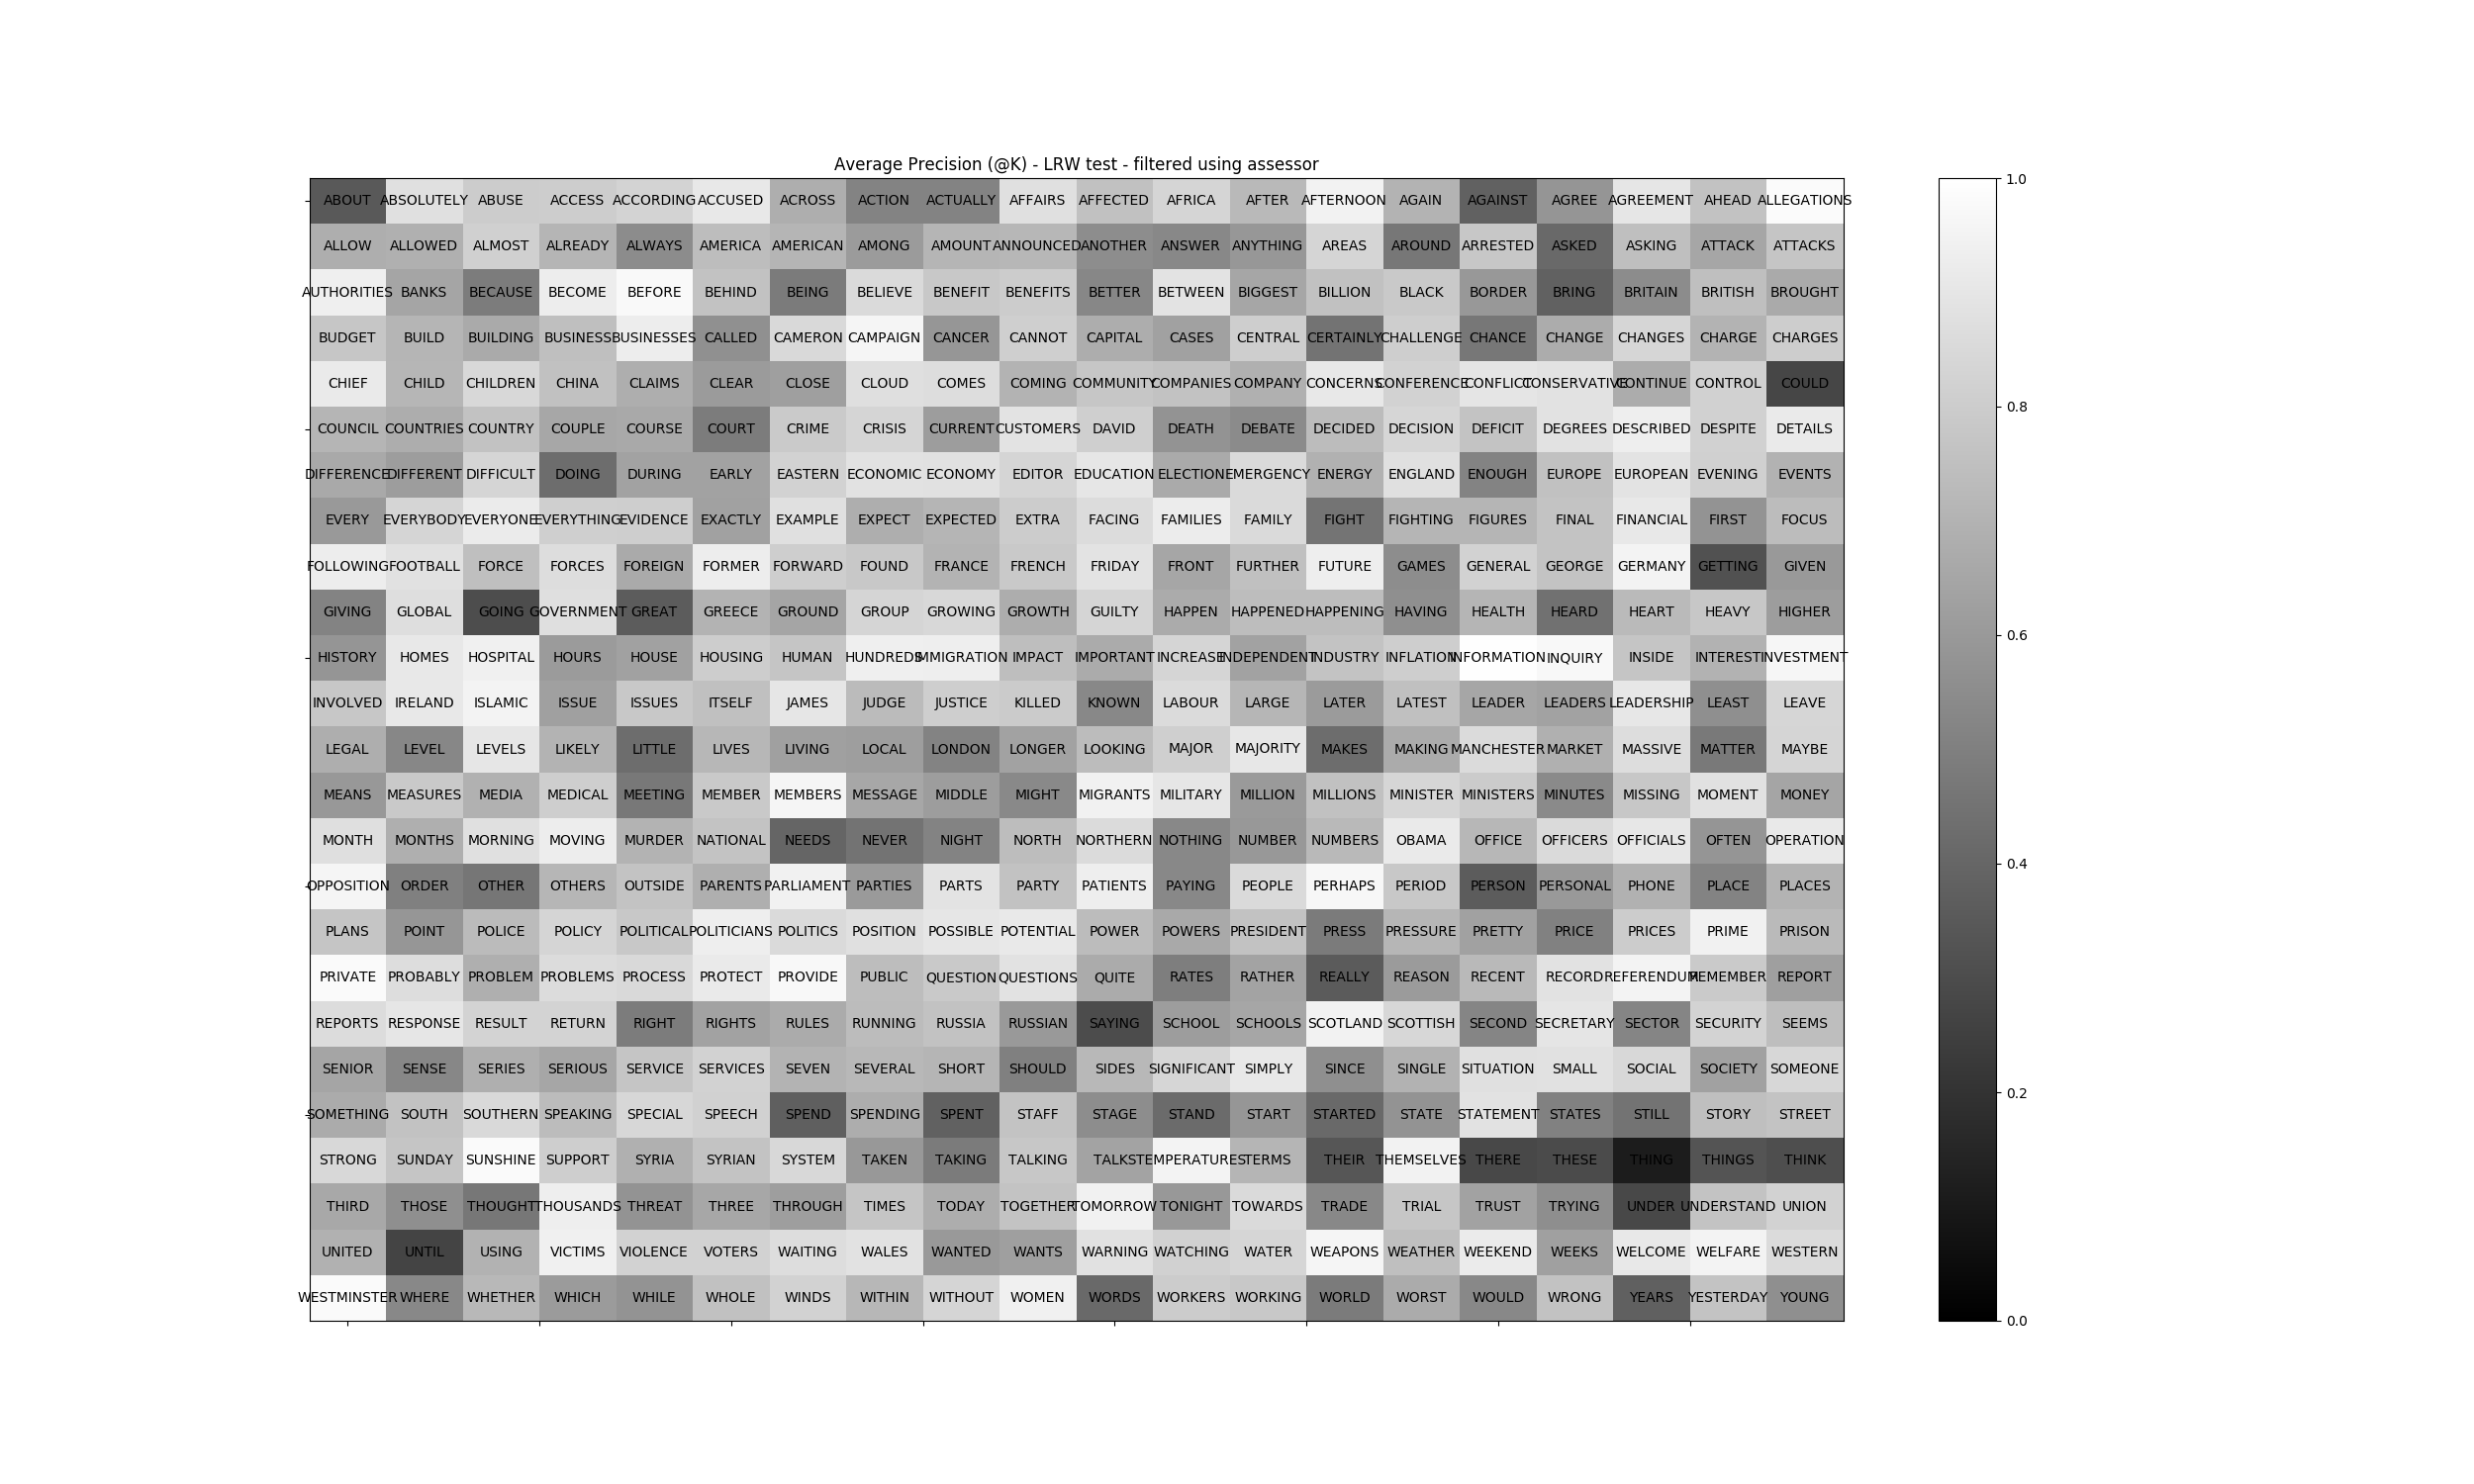 Average Precision (@K) - LRW test - filtered using assessor
ABOUT ABSOLUTELY ABUSE ACCESS ACCORDING ACCUSED ACROSS ACTION ACTUALLY AFFAIRS AFFECTED AFRICA AFTER AFTERNOON AGAIN AGAINST AGREE AGREEMENT AHEAD ALLEGATIONS 1.0
ALLOW ALLOWED ALMOST ALREADY ALWAYS AMERICA AMERICAN AMONG AMOUNT ANNOUNCED ANOTHER ANSWER ANYTHING AREAS AROUND ARRESTED ASKED ASKING ATTACK ATTACKS
AUTHORITIES BANKS BECAUSE BECOME BEFORE BEHIND BEING BELIEVE BENEFIT BENEFITS BETTER BETWEEN BIGGEST BILLION BLACK BORDER BRING BRITAIN BRITISH BROUGHT
BUDGET BUILD BUILDING BUSINESS BUSINESSES CALLED CAMERON CAMPAIGN CANCER CANNOT CAPITAL CASES CENTRAL CERTAINLY CHALLENGE CHANCE CHANGE CHANGES CHARGE CHARGES
CHIEF CHILD CHILDREN CHINA CLAIMS CLEAR CLOSE CLOUD COMES COMING COMMUNITY COMPANIES COMPANY CONCERNS CONFERENCE CONFLICT CONSERVATIVE CONTINUE CONTROL COULD
0.8
COUNCIL COUNTRIES COUNTRY COUPLE COURSE COURT CRIME CRISIS CURRENT CUSTOMERS DAVID DEATH DEBATE DECIDED DECISION DEFICIT DEGREES DESCRIBED DESPITE DETAILS
DIFFERENCE DIFFERENT DIFFICULT DOING DURING EARLY EASTERN ECONOMIC ECONOMY EDITOR EDUCATION ELECTION EMERGENCY ENERGY ENGLAND ENOUGH EUROPE EUROPEAN EVENING EVENTS
EVERY EVERYBODY EVERYONE EVERYTHING EVIDENCE EXACTLY EXAMPLE EXPECT EXPECTED EXTRA FACING FAMILIES FAMILY FIGHT FIGHTING FIGURES FINAL FINANCIAL FIRST FOCUS
FOLLOWING FOOTBALL FORCE FORCES FOREIGN FORMER FORWARD FOUND FRANCE FRENCH FRIDAY FRONT FURTHER FUTURE GAMES GENERAL GEORGE GERMANY GETTING GIVEN
GIVING GLOBAL GOING GOVERNMENT GREAT GREECE GROUND GROUP GROWING GROWTH GUILTY HAPPEN HAPPENED HAPPENING HAVING HEALTH HEARD HEART HEAVY HIGHER
0.6
HISTORY HOMES HOSPITAL HOURS HOUSE HOUSING HUMAN HUNDREDS IMMIGRATION IMPACT IMPORTANT INCREASE INDEPENDENT INDUSTRY INFLATION INFORMATION INQUIRY INSIDE INTEREST INVESTMENT
INVOLVED IRELAND ISLAMIC ISSUE ISSUES ITSELF JAMES JUDGE JUSTICE KILLED KNOWN LABOUR LARGE LATER LATEST LEADER LEADERS LEADERSHIP LEAST LEAVE
LEGAL LEVEL LEVELS LIKELY LITTLE LIVES LIVING LOCAL LONDON LONGER LOOKING MAJOR MAJORITY MAKES MAKING MANCHESTER MARKET MASSIVE MATTER MAYBE
MEANS MEASURES MEDIA MEDICAL MEETING MEMBER MEMBERS MESSAGE MIDDLE MIGHT MIGRANTS MILITARY MILLION MILLIONS MINISTER MINISTERS MINUTES MISSING MOMENT MONEY
MONTH MONTHS MORNING MOVING MURDER NATIONAL NEEDS NEVER NIGHT NORTH NORTHERN NOTHING NUMBER NUMBERS OBAMA OFFICE OFFICERS OFFICIALS OFTEN OPERATION
0.4
OPPOSITION ORDER OTHER OTHERS OUTSIDE PARENTS PARLIAMENT PARTIES PARTS PARTY PATIENTS PAYING PEOPLE PERHAPS PERIOD PERSON PERSONAL PHONE PLACE PLACES
PLANS POINT POLICE POLICY POLITICAL POLITICIANS POLITICS POSITION POSSIBLE POTENTIAL POWER POWERS PRESIDENT PRESS PRESSURE PRETTY PRICE PRICES PRIME PRISON
PRIVATE PROBABLY PROBLEM PROBLEMS PROCESS PROTECT PROVIDE PUBLIC QUESTION QUESTIONS QUITE RATES RATHER REALLY REASON RECENT RECORD REFERENDUM REMEMBER REPORT
REPORTS RESPONSE RESULT RETURN RIGHT RIGHTS RULES RUNNING RUSSIA RUSSIAN SAYING SCHOOL SCHOOLS SCOTLAND SCOTTISH SECOND SECRETARY SECTOR SECURITY SEEMS
SENIOR SENSE SERIES SERIOUS SERVICE SERVICES SEVEN SEVERAL SHORT SHOULD SIDES SIGNIFICANT SIMPLY SINCE SINGLE SITUATION SMALL SOCIAL SOCIETY SOMEONE
0.2
SOMETHING SOUTH SOUTHERN SPEAKING SPECIAL SPEECH SPEND SPENDING SPENT STAFF STAGE STAND START STARTED STATE STATEMENT STATES STILL STORY STREET
STRONG SUNDAY SUNSHINE SUPPORT SYRIA SYRIAN SYSTEM TAKEN TAKING TALKING TALKS TEMPERATURES TERMS THEIR THEMSELVES THERE THESE THING THINGS THINK
THIRD THOSE THOUGHT THOUSANDS THREAT THREE THROUGH TIMES TODAY TOGETHER TOMORROW TONIGHT TOWARDS TRADE TRIAL TRUST TRYING UNDER UNDERSTAND UNION
UNITED UNTIL USING VICTIMS VIOLENCE VOTERS WAITING WALES WANTED WANTS WARNING WATCHING WATER WEAPONS WEATHER WEEKEND WEEKS WELCOME WELFARE WESTERN
WESTMINSTER WHERE WHETHER WHICH WHILE WHOLE WINDS WITHIN WITHOUT WOMEN WORDS WORKERS WORKING WORLD WORST WOULD WRONG YEARS YESTERDAY YOUNG
0.0